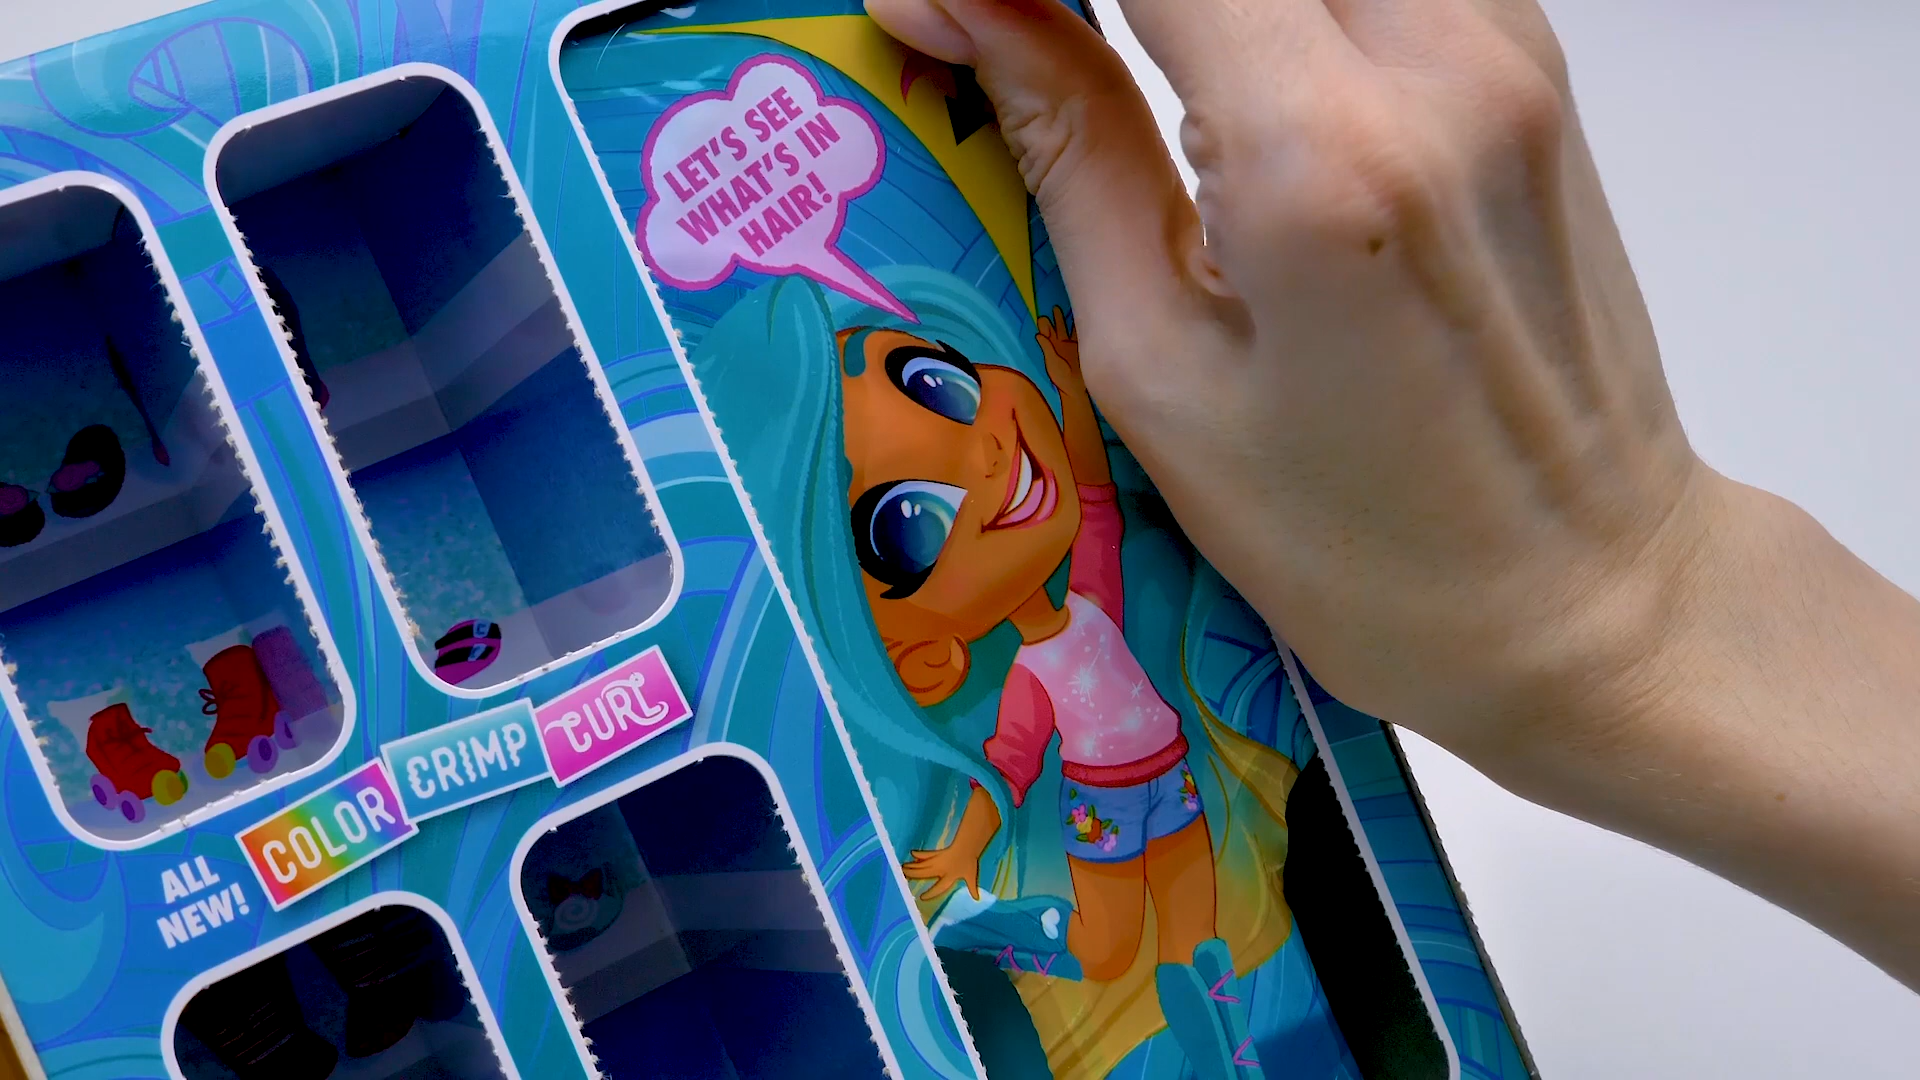 LET'S SEE
WHAT'S IN
HAIR!
ALL
NEW!
COLOR
CRIMP
CURL